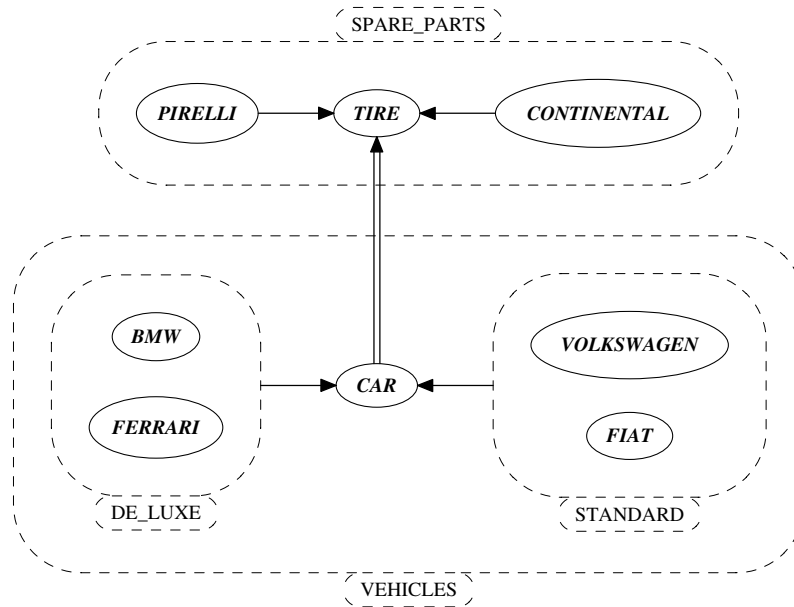 SPARE_PARTS
PIRELLI
TIRE
CONTINENTAL
BMW
VOLKSWAGEN
CAR
FERRARI
FIAT
DE_LUXE
STANDARD
VEHICLES